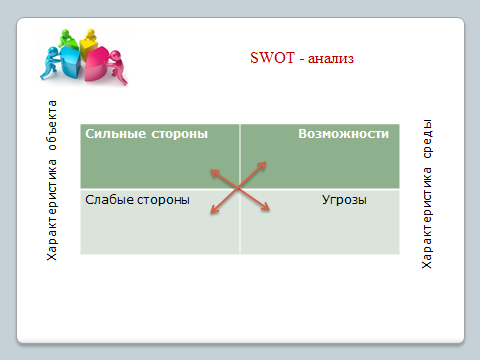 SWOT - анализ
Характеристика объекта
Сильные стороны
Возможности
Слабые стороны
Угрозы
Характеристика среды